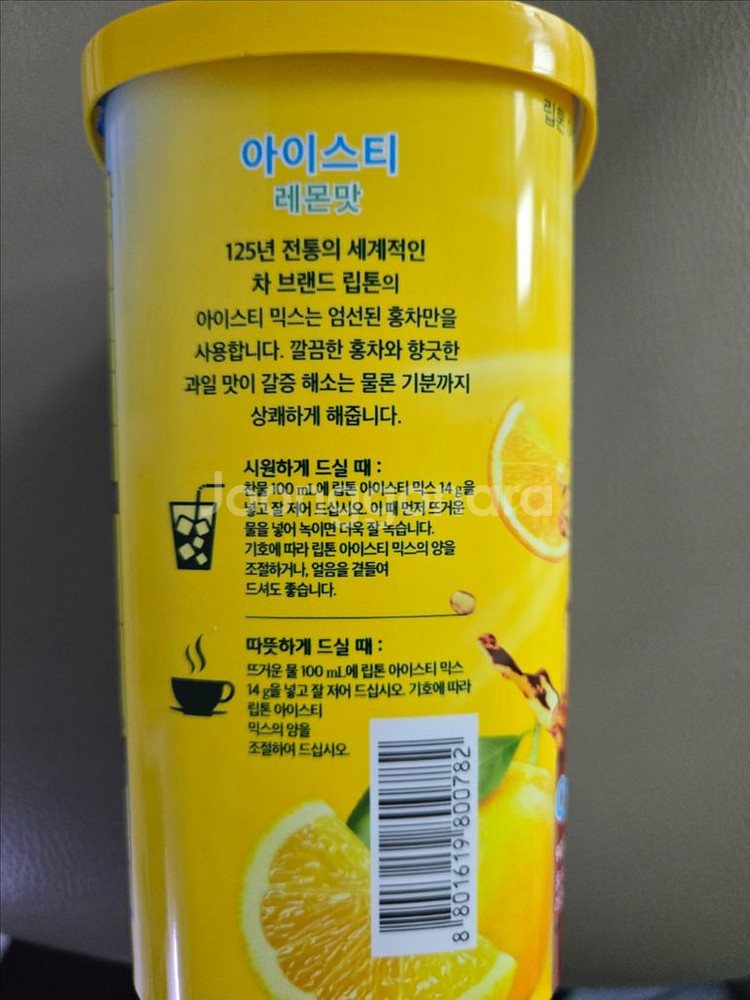 립톤
아이스티
레몬맛
125년 전통의 세계적인
차 브랜드 립톤의
아이스티 믹스는 엄선된 홍차만을
사용합니다. 깔끔한 홍차와 향긋한
과일 맛이 갈증 해소는 물론 기분까지
상쾌하게 해줍니다.
시원하게 드실 때 :
찬물 100 mL에 립톤 아이스티 믹스 14 g을
넣고 잘 저어 드십시오. 이 때 먼저 뜨거운
물을 넣어 녹이면 더욱 잘 녹습니다.
기호에 따라 립톤 아이스티 믹스의 양을
조절하거나, 얼음을 곁들여
드셔도 좋습니다.
따뜻하게 드실 때 :
뜨거운 물 100 mL에 립톤 아이스티 믹스
14 g을 넣고 잘 저어 드십시오. 기호에 따라
립톤 아이스티
믹스의 양을
조절하여 드십시오.
8 801619 800782
Joonggonara